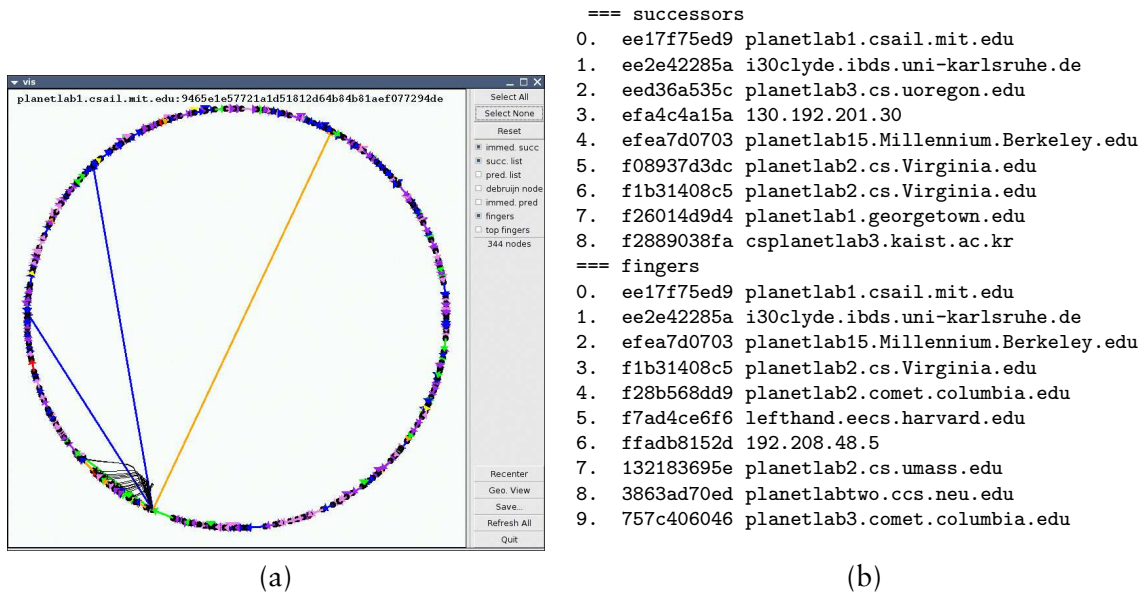 vis
planetlab1.csail.mit.edu:9465e1e57721a1d51812d64b84b81aef077294de
Select All
Select None
Reset
immed. succ
succ. list
pred. list
debruijn node
immed. pred
fingers
top fingers
344 nodes
Recenter
Geo. View
Save...
Refresh All
Quit
(a)
=== successors
0. ee17f75ed9 planetlab1.csail.mit.edu
1. ee2e42285a i30clyde.ibds.uni-karlsruhe.de
2. eed36a535c planetlab3.cs.uoregon.edu
3. efa4c4a15a 130.192.201.30
4. efea7d0703 planetlab15.Millennium.Berkeley.edu
5. f08937d3dc planetlab2.cs.Virginia.edu
6. f1b31408c5 planetlab2.cs.Virginia.edu
7. f26014d9d4 planetlab1.georgetown.edu
8. f2889038fa csplanetlab3.kaist.ac.kr
=== fingers
0. ee17f75ed9 planetlab1.csail.mit.edu
1. ee2e42285a i30clyde.ibds.uni-karlsruhe.de
2. efea7d0703 planetlab15.Millennium.Berkeley.edu
3. f1b31408c5 planetlab2.cs.Virginia.edu
4. f28b568dd9 planetlab2.comet.columbia.edu
5. f7ad4ce6f6 lefthand.eecs.harvard.edu
6. ffadb8152d 192.208.48.5
7. 132183695e planetlab2.cs.umass.edu
8. 3863ad70ed planetlabtwo.ccs.neu.edu
9. 757c406046 planetlab3.comet.columbia.edu
(b)